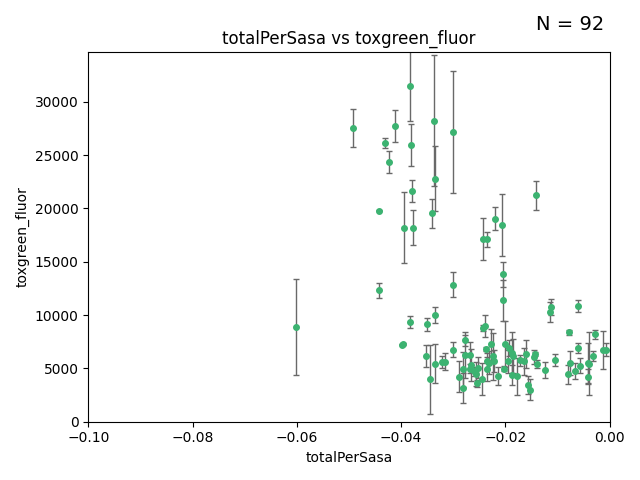 N = 92
totalPerSasa vs toxgreen_fluor
toxgreen_fluor
30000
25000
20000
15000
10000
5000
0
−0.10 −0.08 −0.06 −0.04 −0.02 0.00
totalPerSasa